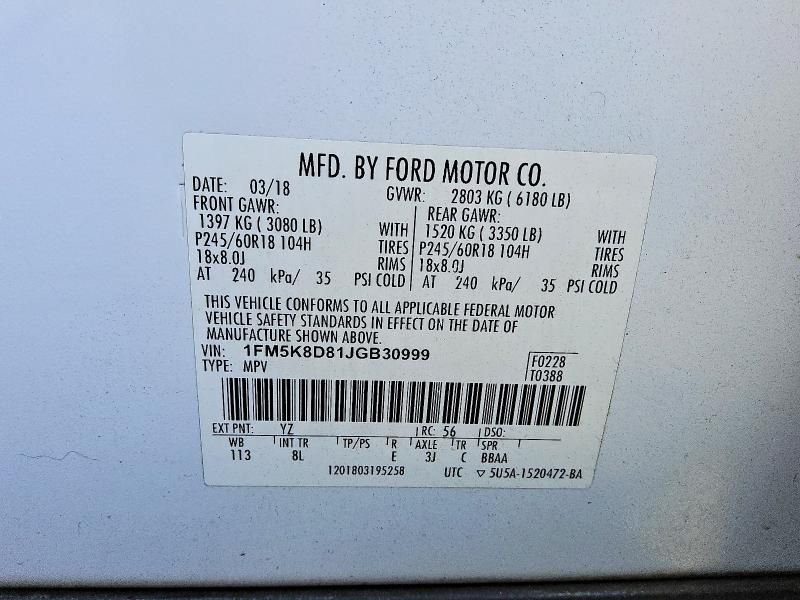 MFD. BY FORD MOTOR CO.
DATE: 03/18 GVWR: 2803 KG ( 6180 LB)
FRONT GAWR: REAR GAWR:
1397 KG ( 3080 LB) WITH 1520 KG ( 3350 LB) WITH
P245/60R18 104H TIRES P245/60R18 104H TIRES
18x8.0J RIMS 18x8.0J RIMS
AT 240 kPa/ 35 PSI COLD AT 240 kPa/ 35 PSI COLD
THIS VEHICLE CONFORMS TO ALL APPLICABLE FEDERAL MOTOR
VEHICLE SAFETY STANDARDS IN EFFECT ON THE DATE OF
MANUFACTURE SHOWN ABOVE.
VIN: 1FM5K8D81JGB30999
TYPE: MPV
F0228
T0388
EXT PNT: YZ RC: 56 DSO:
WB INT TR TP/PS R AXLE TR SPR
113 8L E 3J C BBAA
1201803195258 UTC ▽ 5U5A-1520472-BA